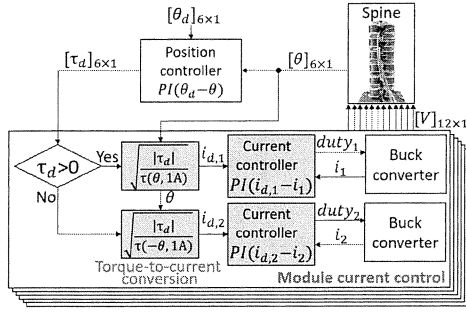 [θ_d]_{6×1}
Spine
[τ_d]_{6×1}
Position
controller
PI(θ_d−θ)
[θ]_{6×1}
[V]_{12×1}
τ_d>0
Yes
No
√(|τ_d|/τ(θ,1A))
i_{d,1}
Current
controller
PI(i_{d,1}−i_1)
duty_1
i_1
Buck
converter
θ
√(|τ_d|/τ(−θ,1A))
i_{d,2}
Current
controller
PI(i_{d,2}−i_2)
duty_2
i_2
Buck
converter
Torque-to-current
conversion
Module current control